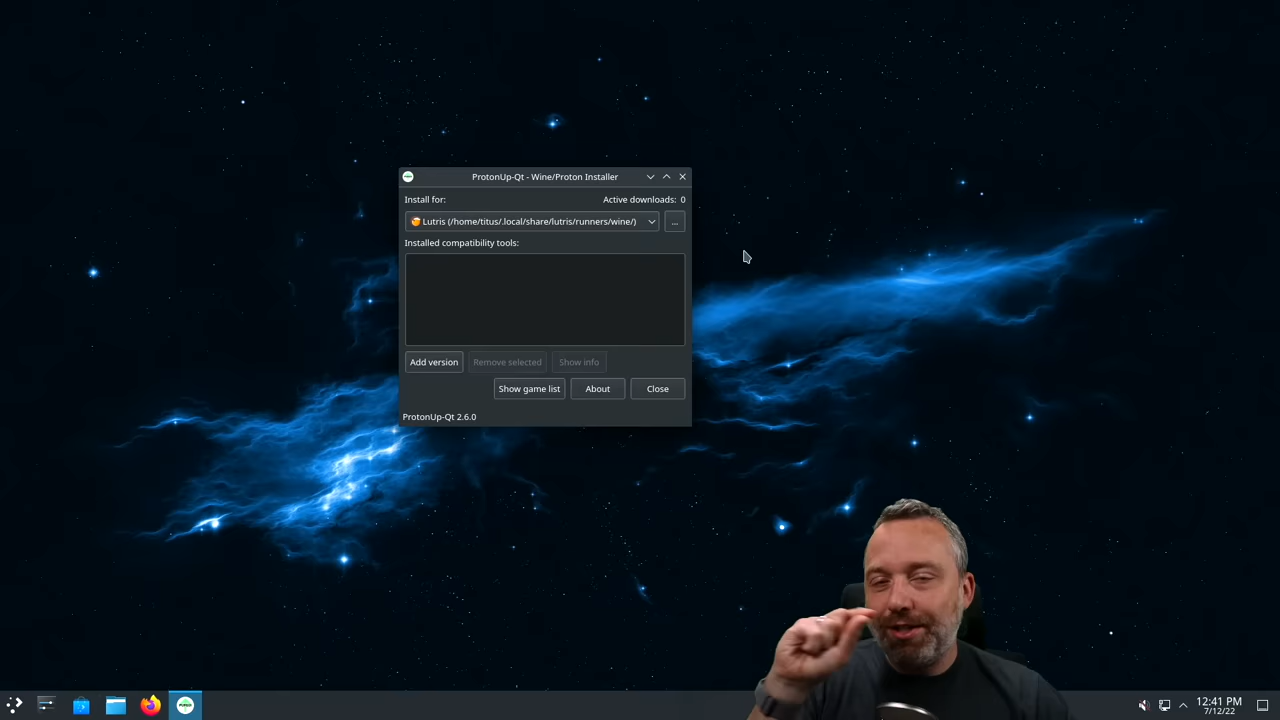 ProtonUp-Qt - Wine/Proton Installer
Install for:
Active downloads: 0
Lutris (/home/titus/.local/share/lutris/runners/wine/)
...
Installed compatibility tools:
Add version
Remove selected
Show info
Show game list
About
Close
ProtonUp-Qt 2.6.0
12:41 PM
7/12/22